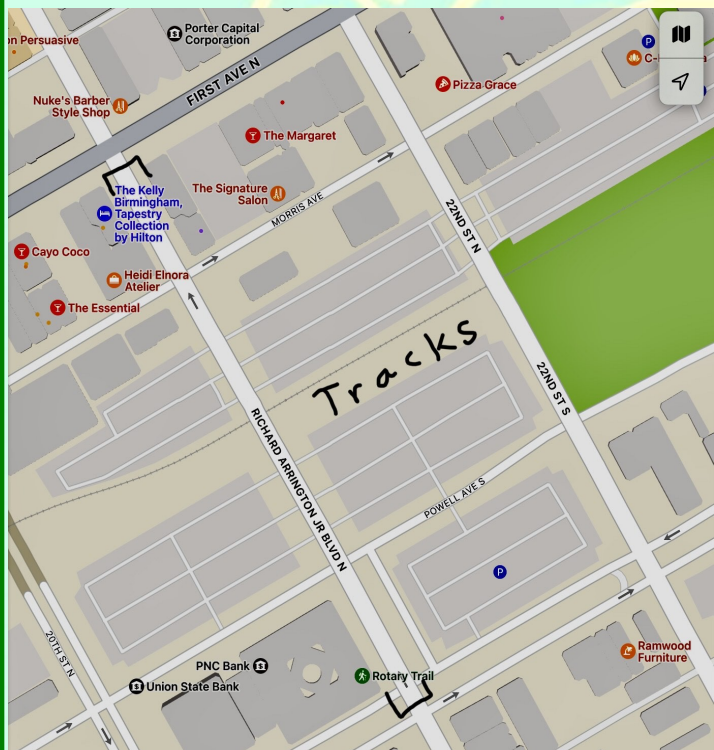 on Persuasive
Porter Capital
Corporation
FIRST AVE N
Nuke's Barber
Style Shop
Pizza Grace
P
The Margaret
The Kelly
Birmingham,
Tapestry
Collection
by Hilton
The Signature
Salon
MORRIS AVE
22ND ST N
Cayo Coco
Heidi Elnora
Atelier
The Essential
Tracks
22ND ST S
RICHARD ARRINGTON JR BLVD N
POWELL AVE S
P
20TH ST N
PNC Bank
Union State Bank
Rotary Trail
Ramwood
Furniture